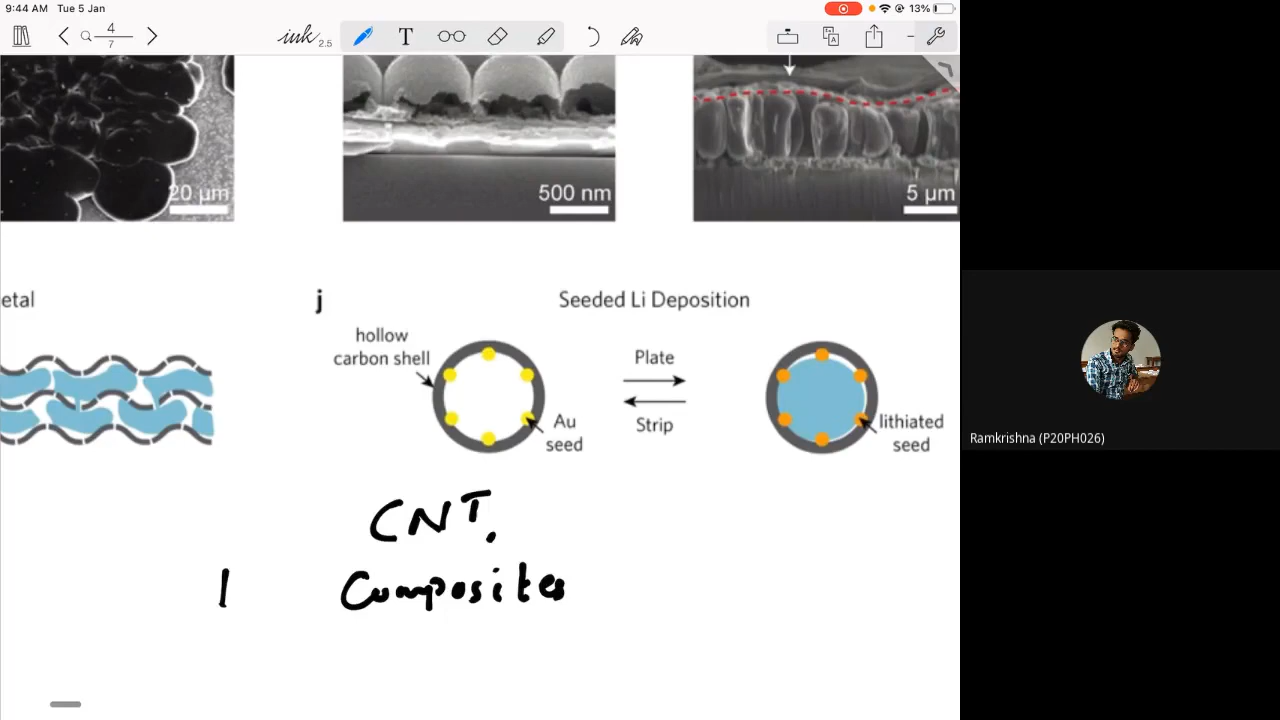 9:44 AM Tue 5 Jan
13%
4
7
ink 2.5
T
20 µm
500 nm
5 µm
etal
j
Seeded Li Deposition
hollow
carbon shell
Plate
Strip
Au
seed
lithiated
seed
CNT.
Composites
Ramkrishna (P20PH026)